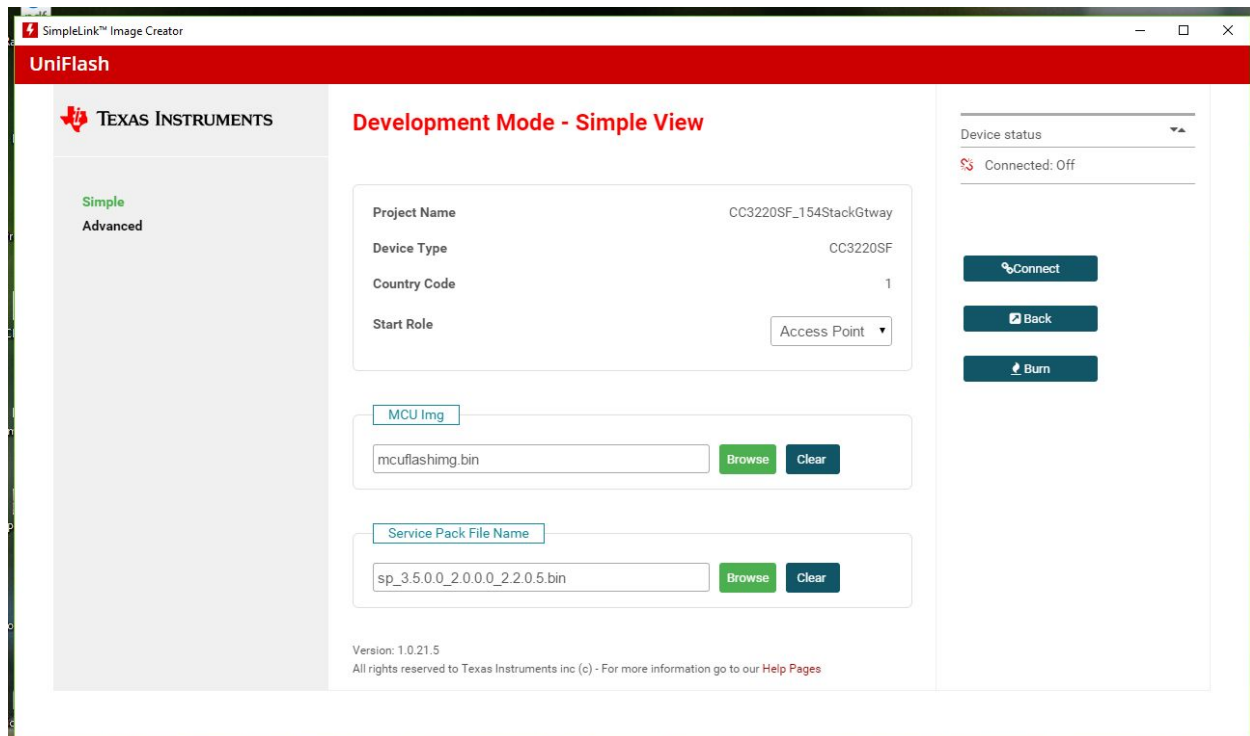 SimpleLink™ Image Creator
UniFlash
TEXAS INSTRUMENTS
Simple
Advanced
Development Mode - Simple View
Project Name CC3220SF_154StackGtway
Device Type CC3220SF
Country Code 1
Start Role Access Point
MCU Img
mcuflashimg.bin Browse Clear
Service Pack File Name
sp_3.5.0.0_2.0.0.0_2.2.0.5.bin Browse Clear
Version: 1.0.21.5
All rights reserved to Texas Instruments inc (c) - For more information go to our Help Pages
Device status
Connected: Off
Connect
Back
Burn